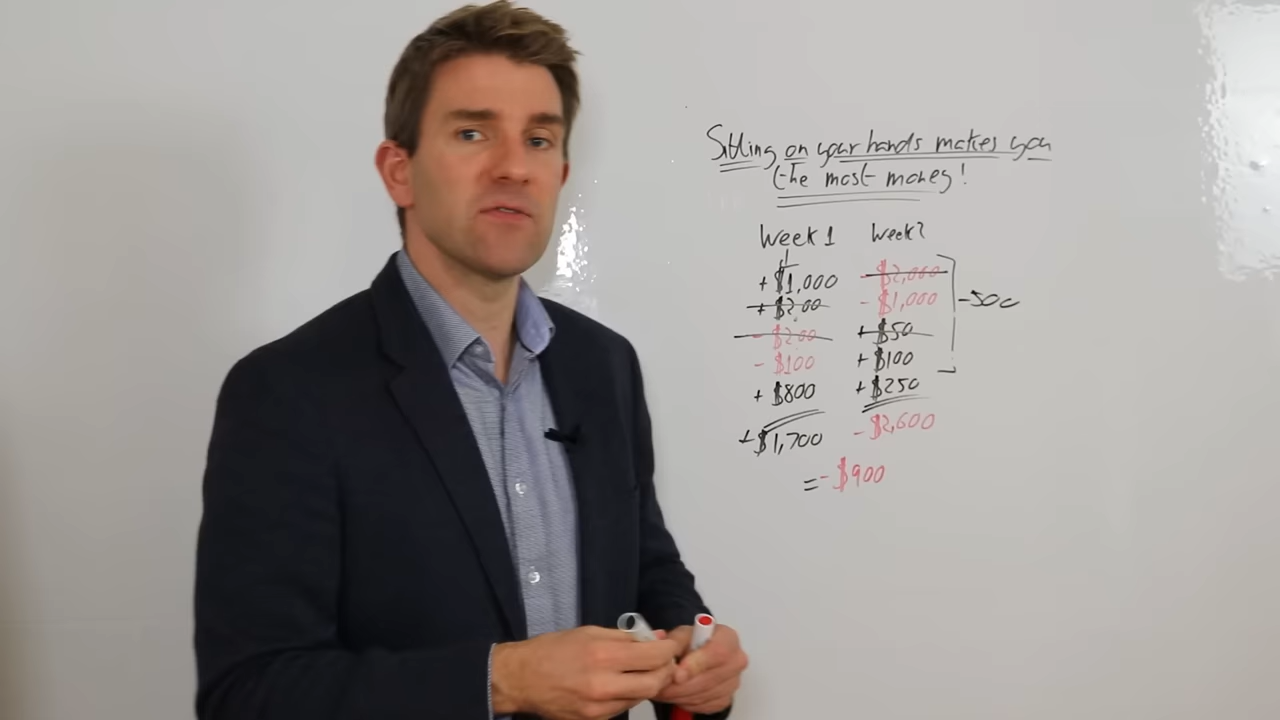 Sitting on your hands makes you
the most money!
Week 1 Week 2
+ $1,000 - $2,000
+ $200 - $1,000
- $200 + $50
- $100 + $100
+ $800 + $250
+ $1,700 - $2,600
-500
= - $900